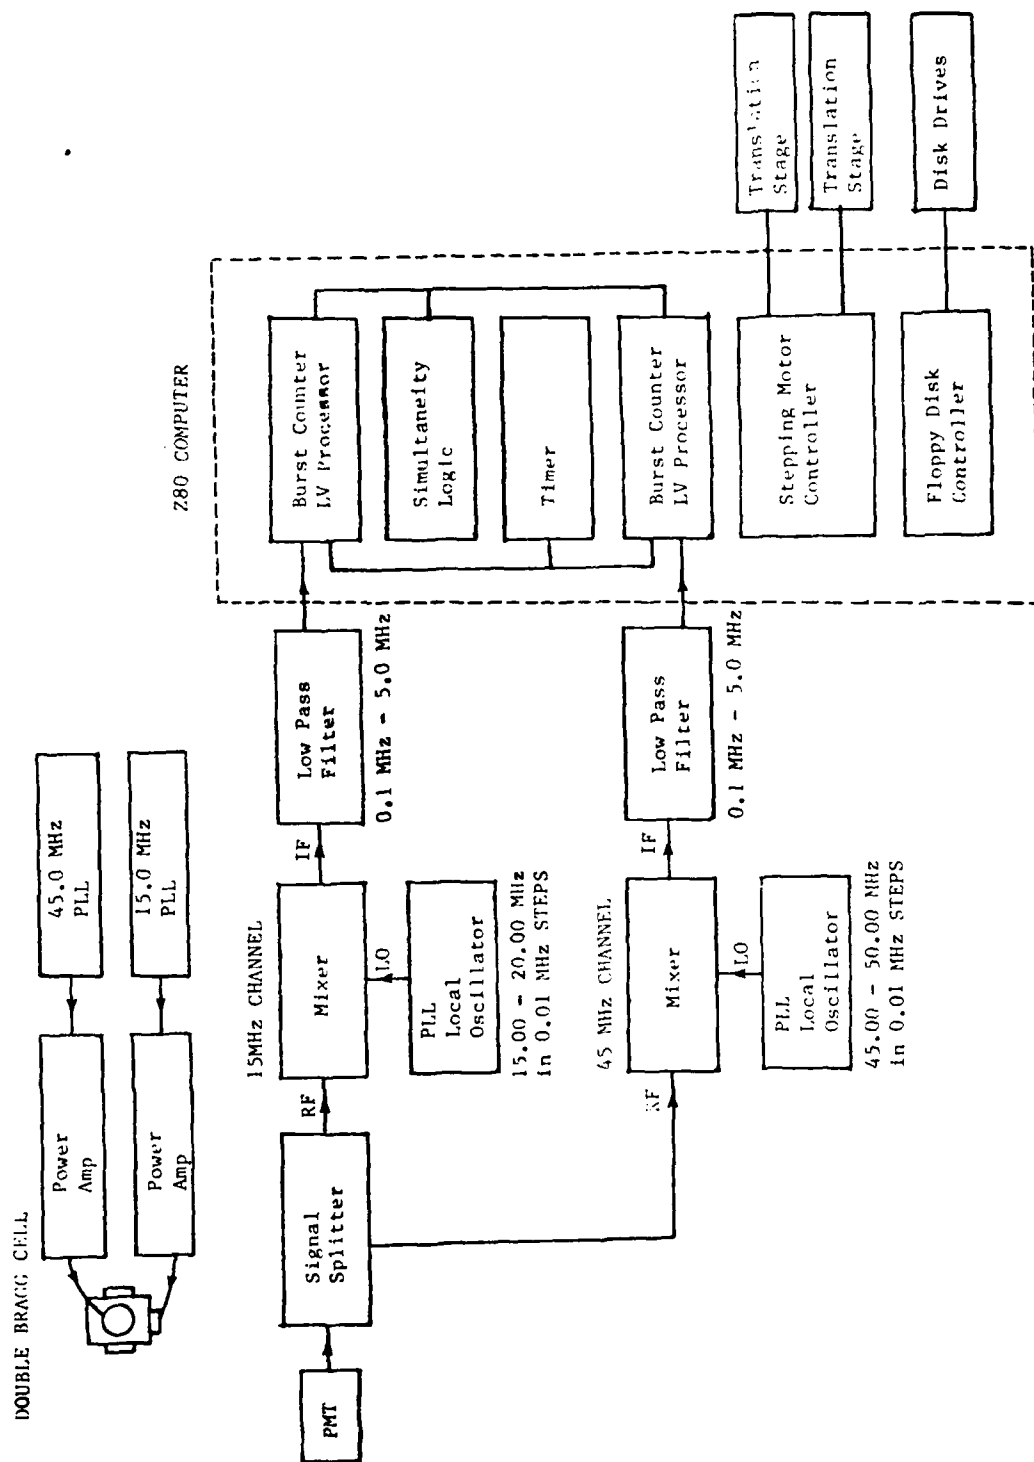 DOUBLE BRAGG CELL
Power
Amp
45.0 MHz
PLL
Power
Amp
15.0 MHz
PLL
PMT
Signal
Splitter
RF
15MHz CHANNEL
Mixer
IF
LO
PLL
Local
Oscillator
15.00 - 20.00 MHz
in 0.01 MHz STEPS
Low Pass
Filter
0.1 MHz - 5.0 MHz
RF
45 MHz CHANNEL
Mixer
IF
LO
PLL
Local
Oscillator
45.00 - 50.00 MHz
in 0.01 MHz STEPS
Low Pass
Filter
0.1 MHz - 5.0 MHz
Z80 COMPUTER
Burst Counter
LV Processor
Simultaneity
Logic
Timer
Burst Counter
LV Processor
Stepping Motor
Controller
Floppy Disk
Controller
Translation
Stage
Translation
Stage
Disk Drives